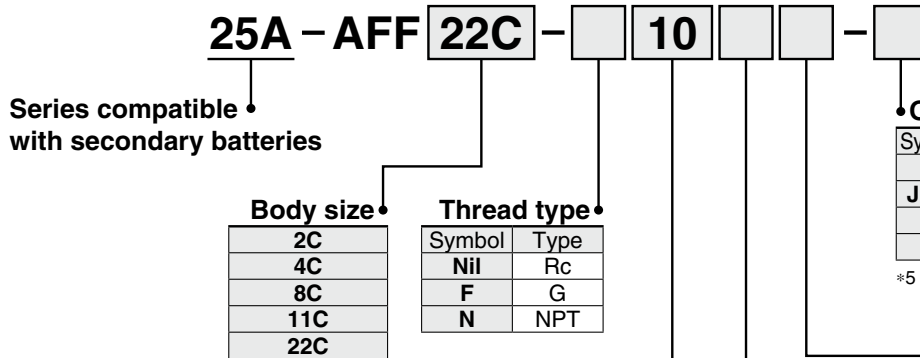 25A – AFF 22C – 10 –
Series compatible
with secondary batteries
Body size
2C
4C
8C
11C
22C
Thread type
Symbol Type
Nil Rc
F G
N NPT
J
*5